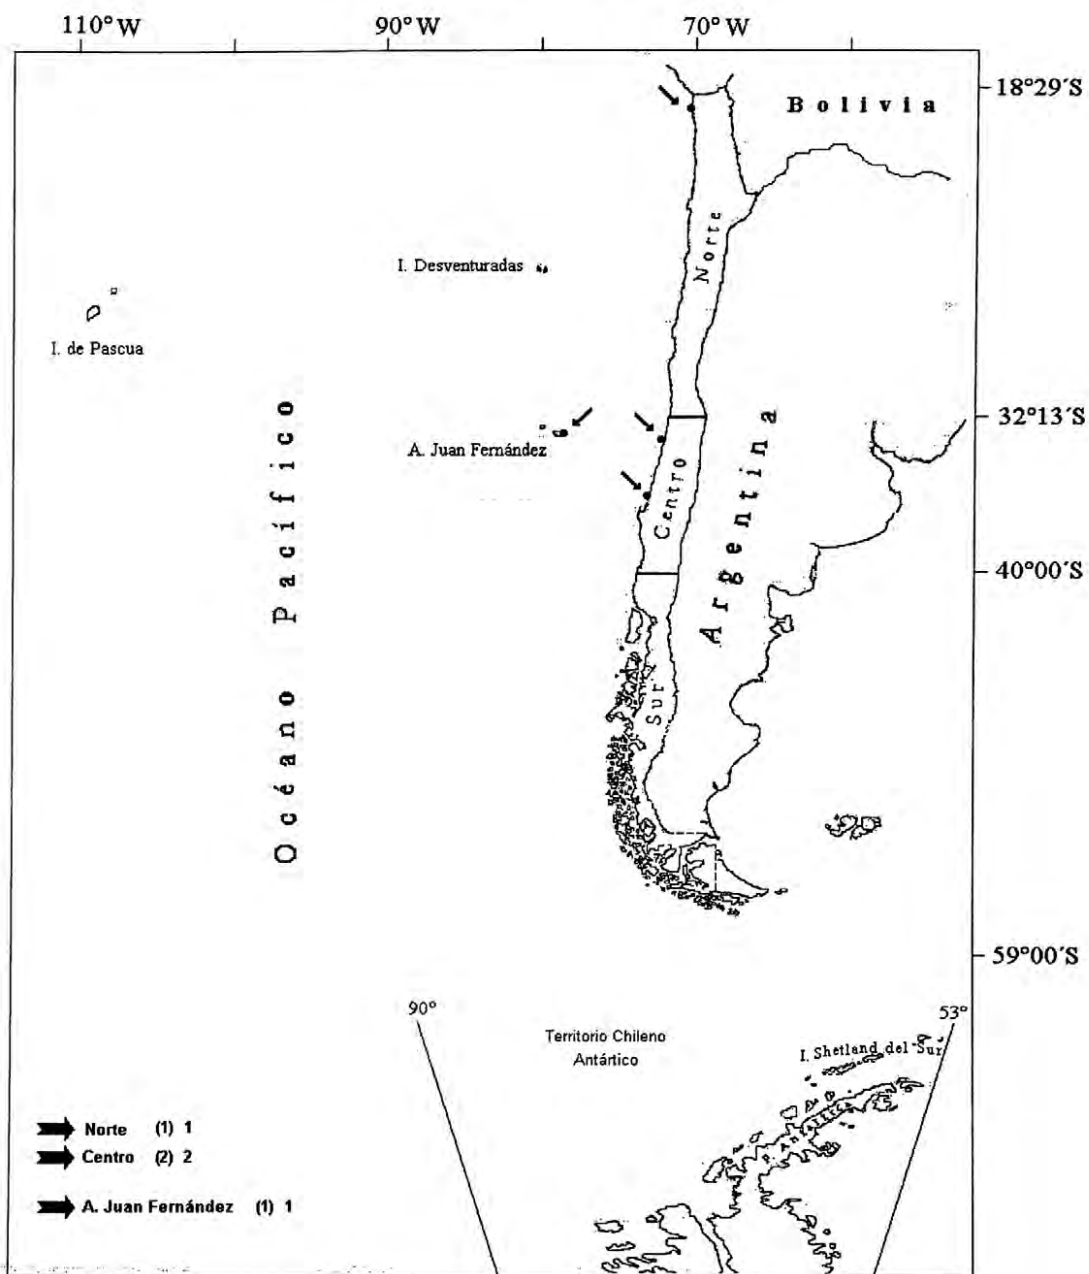 110° W 90° W 70° W
18°29´S
Bolivia
Norte
I. Desventuradas
I. de Pascua
32°13´S
A. Juan Fernández
Centro
Argentina
Océano Pacífico
40°00´S
Sur
59°00´S
90°
53°
Territorio Chileno
Antártico
I. Shetland del Sur
Norte (1) 1
Centro (2) 2
A. Juan Fernández (1) 1